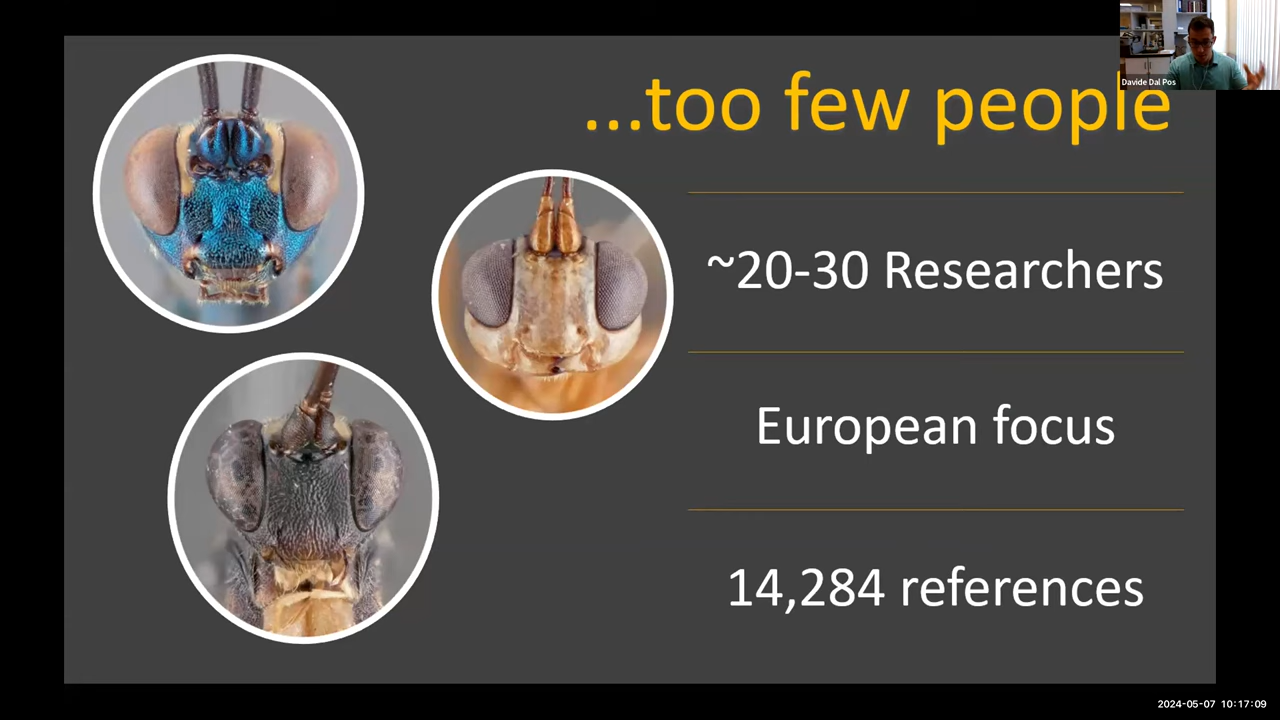 ...too few people
Davide Dal Pos
~20-30 Researchers
European focus
14,284 references
2024-05-07 10:17:09